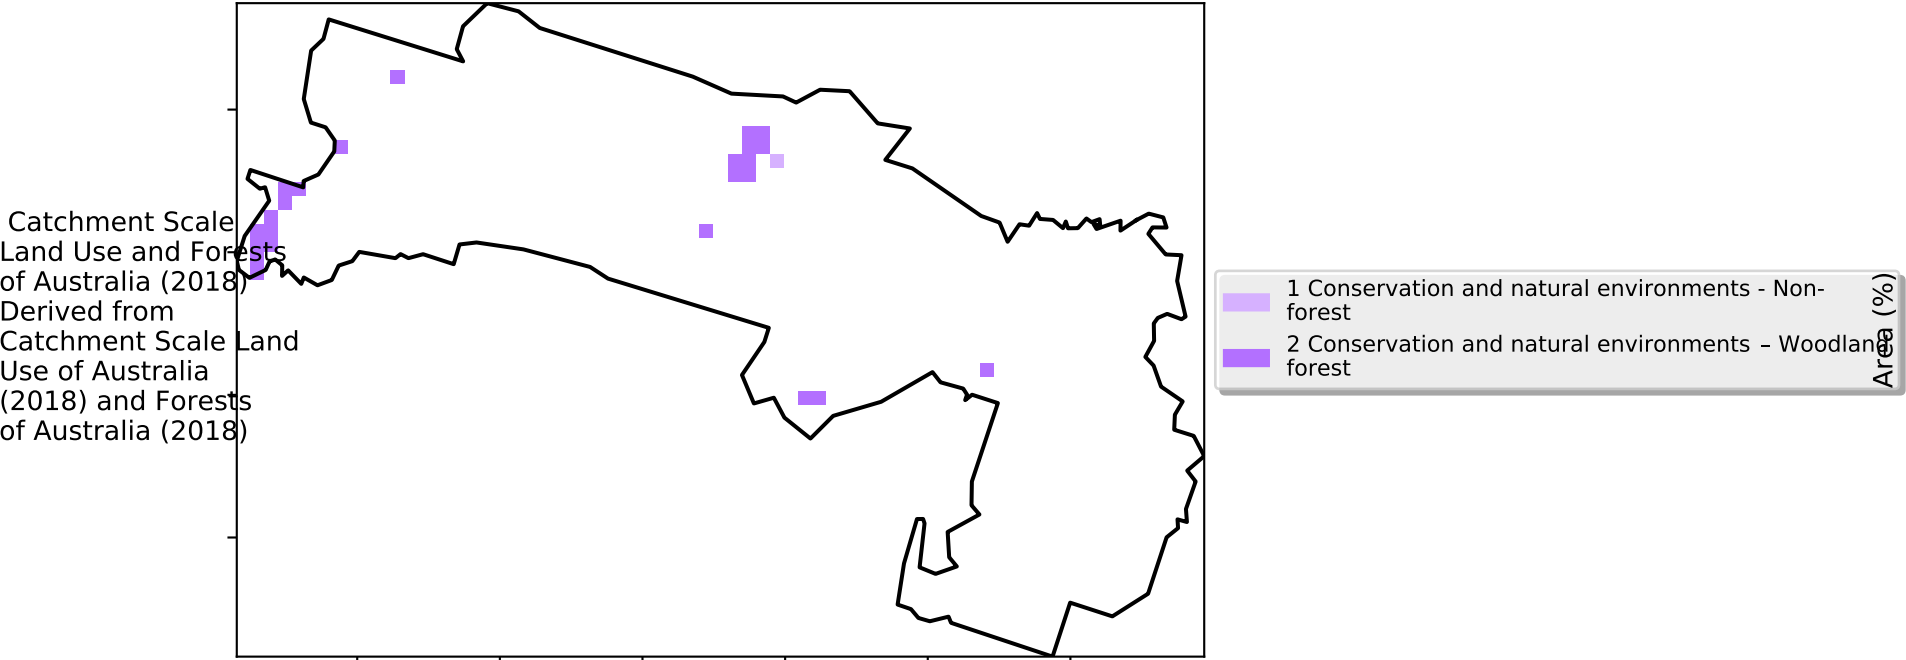 Catchment Scale
Land Use and Forests
of Australia (2018)
Derived from
Catchment Scale Land
Use of Australia
(2018) and Forests
of Australia (2018)
1 Conservation and natural environments - Non-
forest
2 Conservation and natural environments – Woodland
forest
Area (%)